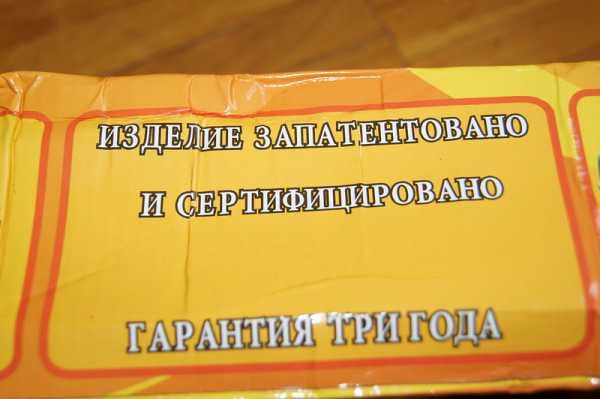 ИЗДЕЛИЕ ЗАПАТЕНТОВАНО
И СЕРТИФИЦИРОВАНО
ГАРАНТИЯ ТРИ ГОДА